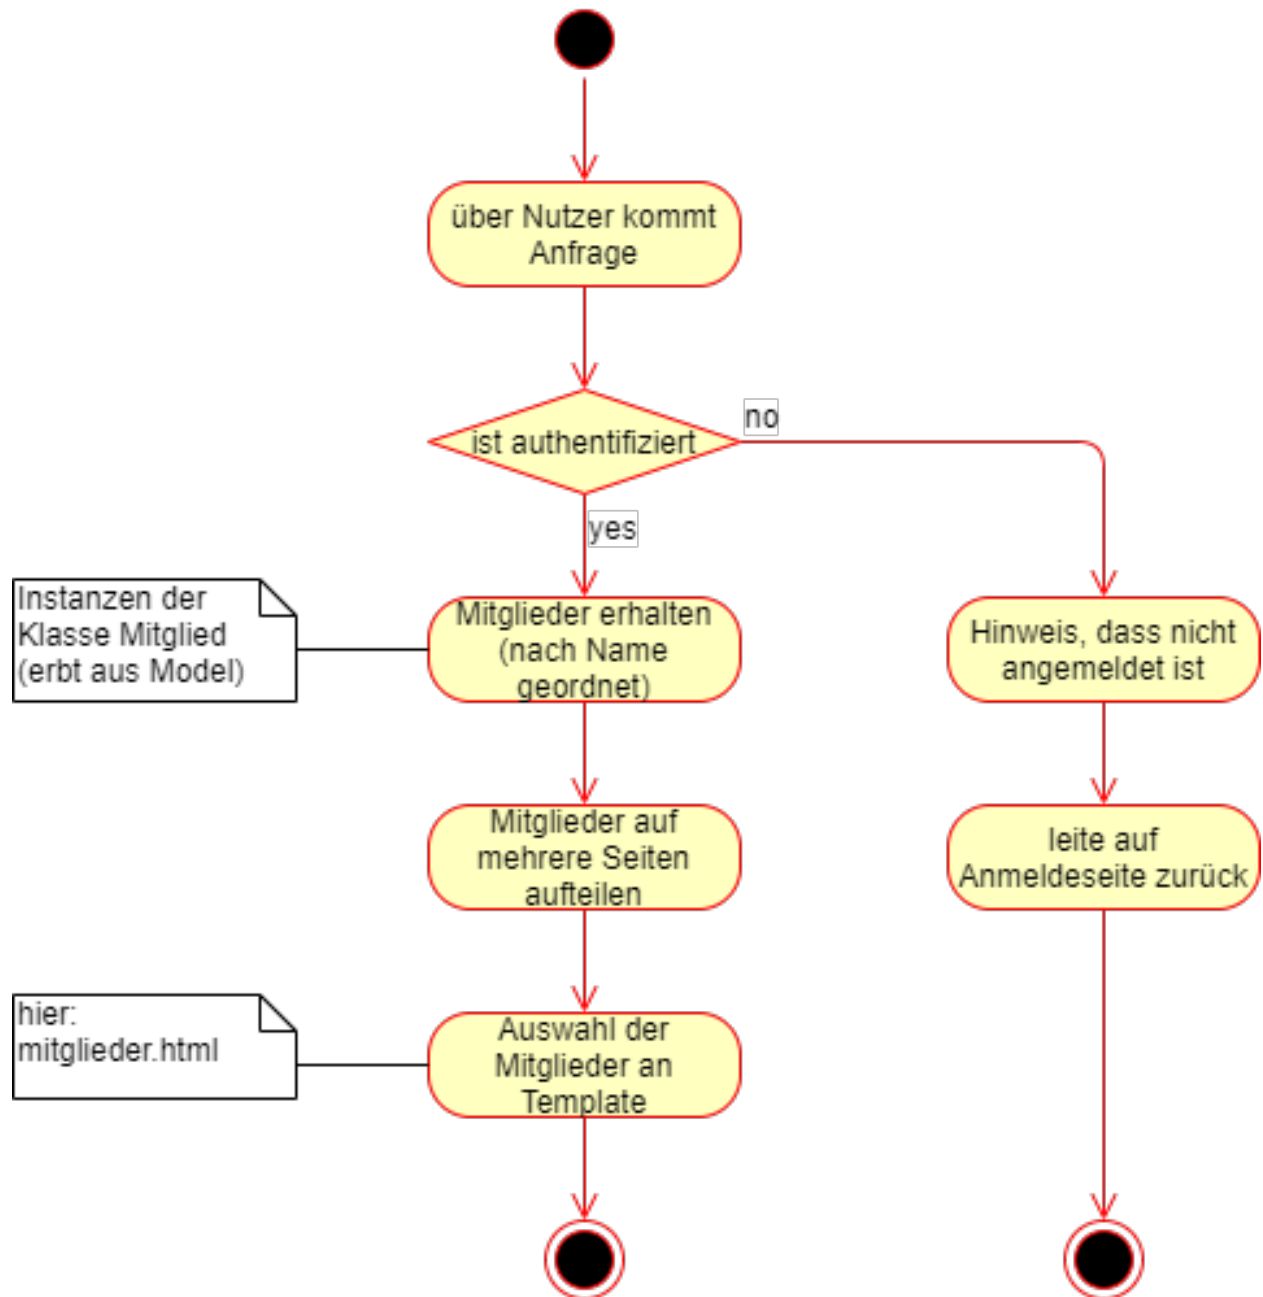 über Nutzer kommt
Anfrage
ist authentifiziert
no
yes
Instanzen der
Klasse Mitglied
(erbt aus Model)
Mitglieder erhalten
(nach Name
geordnet)
Hinweis, dass nicht
angemeldet ist
Mitglieder auf
mehrere Seiten
aufteilen
leite auf
Anmeldeseite zurück
hier:
mitglieder.html
Auswahl der
Mitglieder an
Template